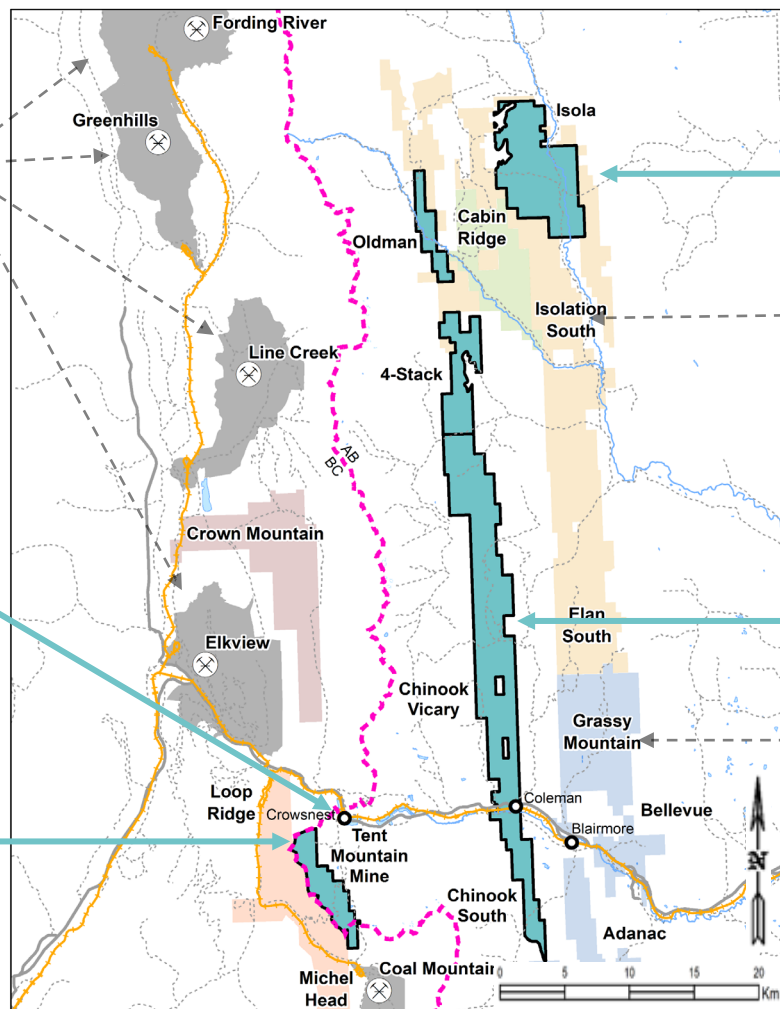 Fording River
Greenhills
Isola
Cabin
Ridge
Oldman
Isolation
South
Line Creek
4-Stack
AB
BC
Crown Mountain
Elan
South
Elkview
Chinook
Vicary
Grassy
Mountain
Loop
Ridge
Crowsnest
Coleman
Bellevue
Blairmore
Tent
Mountain
Mine
Chinook
South
Adanac
N
Coal Mountain
Michel
Head
0 5 10 15 20
Km